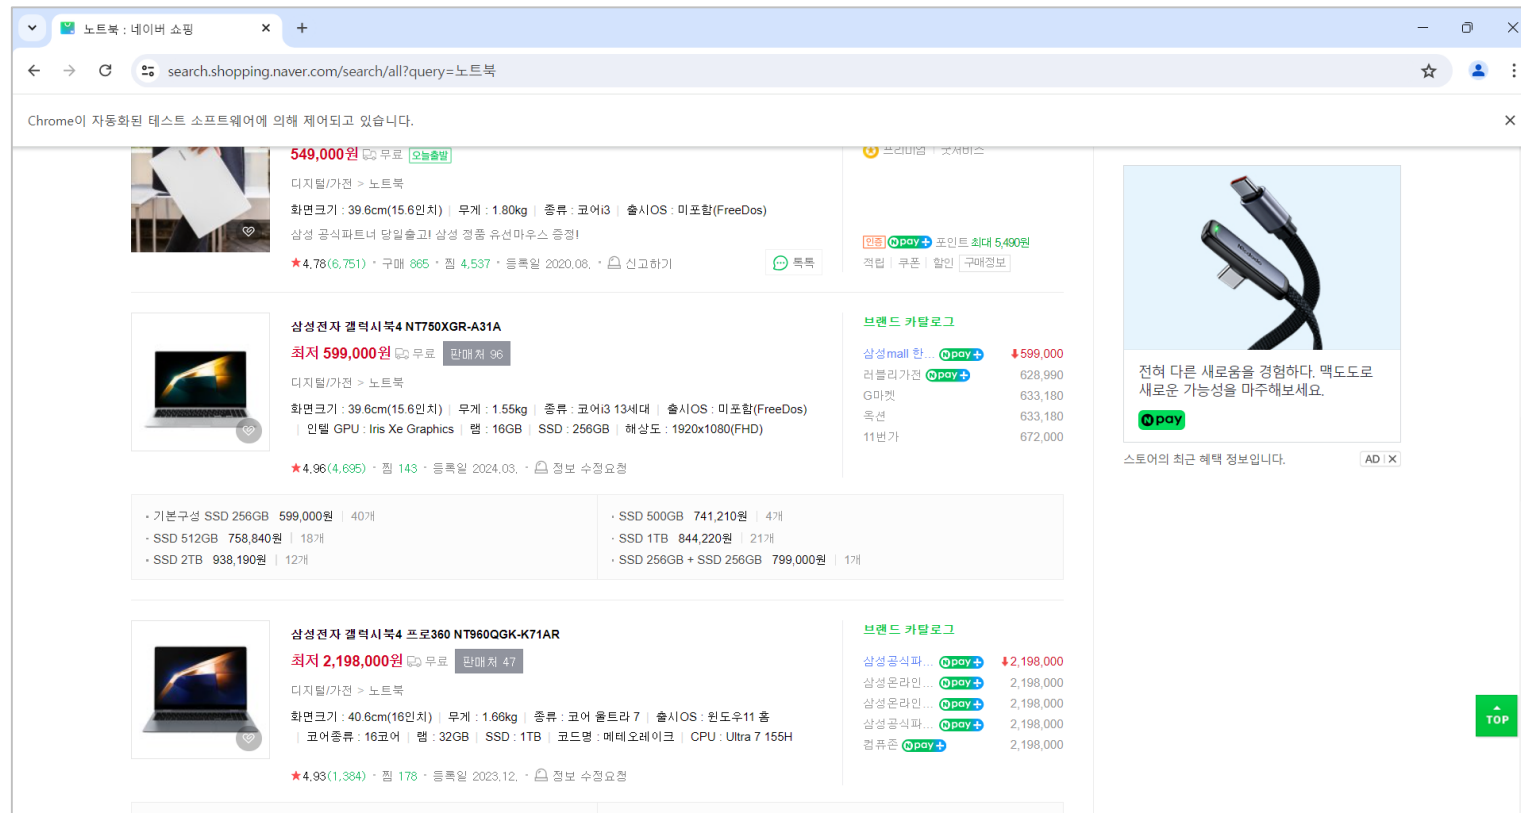 노트북 : 네이버 쇼핑
search.shopping.naver.com/search/all?query=노트북
Chrome이 자동화된 테스트 소프트웨어에 의해 제어되고 있습니다.
549,000원 무료 오늘출발
디지털/가전 > 노트북
화면크기 : 39.6cm(15.6인치) | 무게 : 1.80kg | 종류 : 코어i3 | 출시OS : 미포함(FreeDos)
삼성 공식파트너 당일출고! 삼성 정품 유선마우스 증정!
★4.78(6,751) · 구매 865 · 찜 4,537 · 등록일 2020.08. · 신고하기
톡톡
프리미엄 | 굿서비스
인증 N pay+ 포인트 최대 5,490원
적립 | 쿠폰 | 할인 구매정보
삼성전자 갤럭시북4 NT750XGR-A31A
최저 599,000원 무료 판매처 96
디지털/가전 > 노트북
화면크기 : 39.6cm(15.6인치) | 무게 : 1.55kg | 종류 : 코어i3 13세대 | 출시OS : 미포함(FreeDos)
| 인텔 GPU : Iris Xe Graphics | 램 : 16GB | SSD : 256GB | 해상도 : 1920x1080(FHD)
★4.96(4,695) · 찜 143 · 등록일 2024.03. · 정보 수정요청
브랜드 카탈로그
삼성mall 한... N pay+ 599,000
러블리가전 N pay+ 628,990
G마켓 633,180
옥션 633,180
11번가 672,000
· 기본구성 SSD 256GB 599,000원 | 40개
· SSD 500GB 741,210원 | 4개
· SSD 512GB 758,840원 | 18개
· SSD 1TB 844,220원 | 21개
· SSD 2TB 938,190원 | 12개
· SSD 256GB + SSD 256GB 799,000원 | 1개
삼성전자 갤럭시북4 프로360 NT960QGK-K71AR
최저 2,198,000원 무료 판매처 47
디지털/가전 > 노트북
화면크기 : 40.6cm(16인치) | 무게 : 1.66kg | 종류 : 코어 울트라 7 | 출시OS : 윈도우11 홈
| 코어종류 : 16코어 | 램 : 32GB | SSD : 1TB | 코드명 : 메테오레이크 | CPU : Ultra 7 155H
★4.93(1,384) · 찜 178 · 등록일 2023.12. · 정보 수정요청
브랜드 카탈로그
삼성공식파... N pay+ 2,198,000
삼성온라인... N pay+ 2,198,000
삼성온라인... N pay+ 2,198,000
삼성공식파... N pay+ 2,198,000
컴퓨존 N pay+ 2,198,000
전혀 다른 새로움을 경험하다. 맥도도로
새로운 가능성을 마주해보세요.
N pay
스토어의 최근 혜택 정보입니다.
AD X
TOP